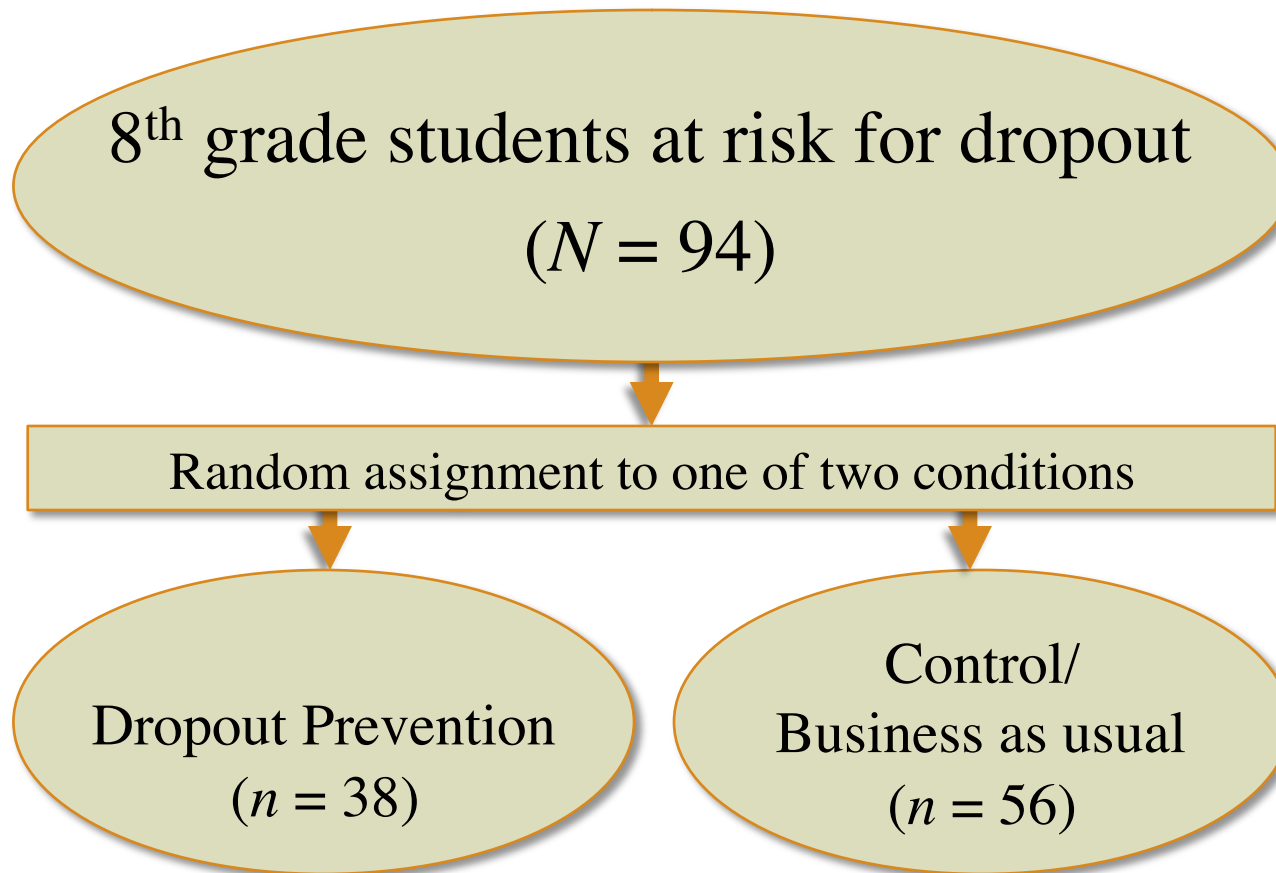 8th grade students at risk for dropout
(N = 94)
Random assignment to one of two conditions
Dropout Prevention
(n = 38)
Control/
Business as usual
(n = 56)